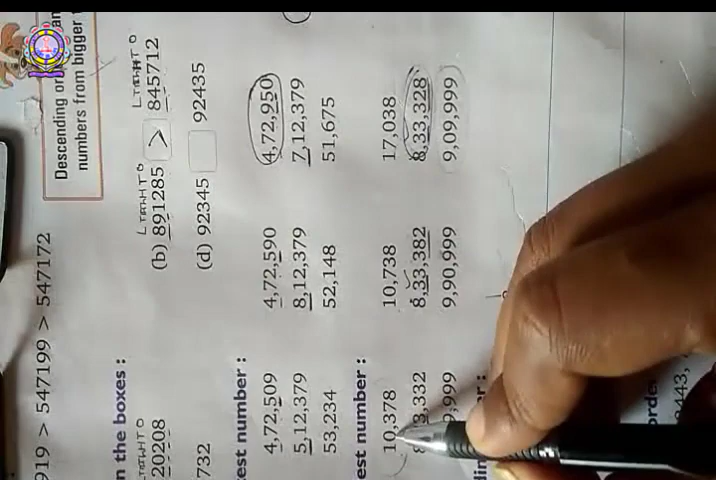 Descending or
numbers from bigger
919 > 547199 > 547172
n the boxes :
LTTHTHHTO LTTHTHHTO
20208 (b) 891285 > 845712
732 (d) 92345 92435
est number :
4,72,509 4,72,590 4,72,950
5,12,379 8,12,379 7,12,379
53,234 52,148 51,675
est number :
10,378 10,738 17,038
8,33,382 8,33,328
9,90,999 9,09,999